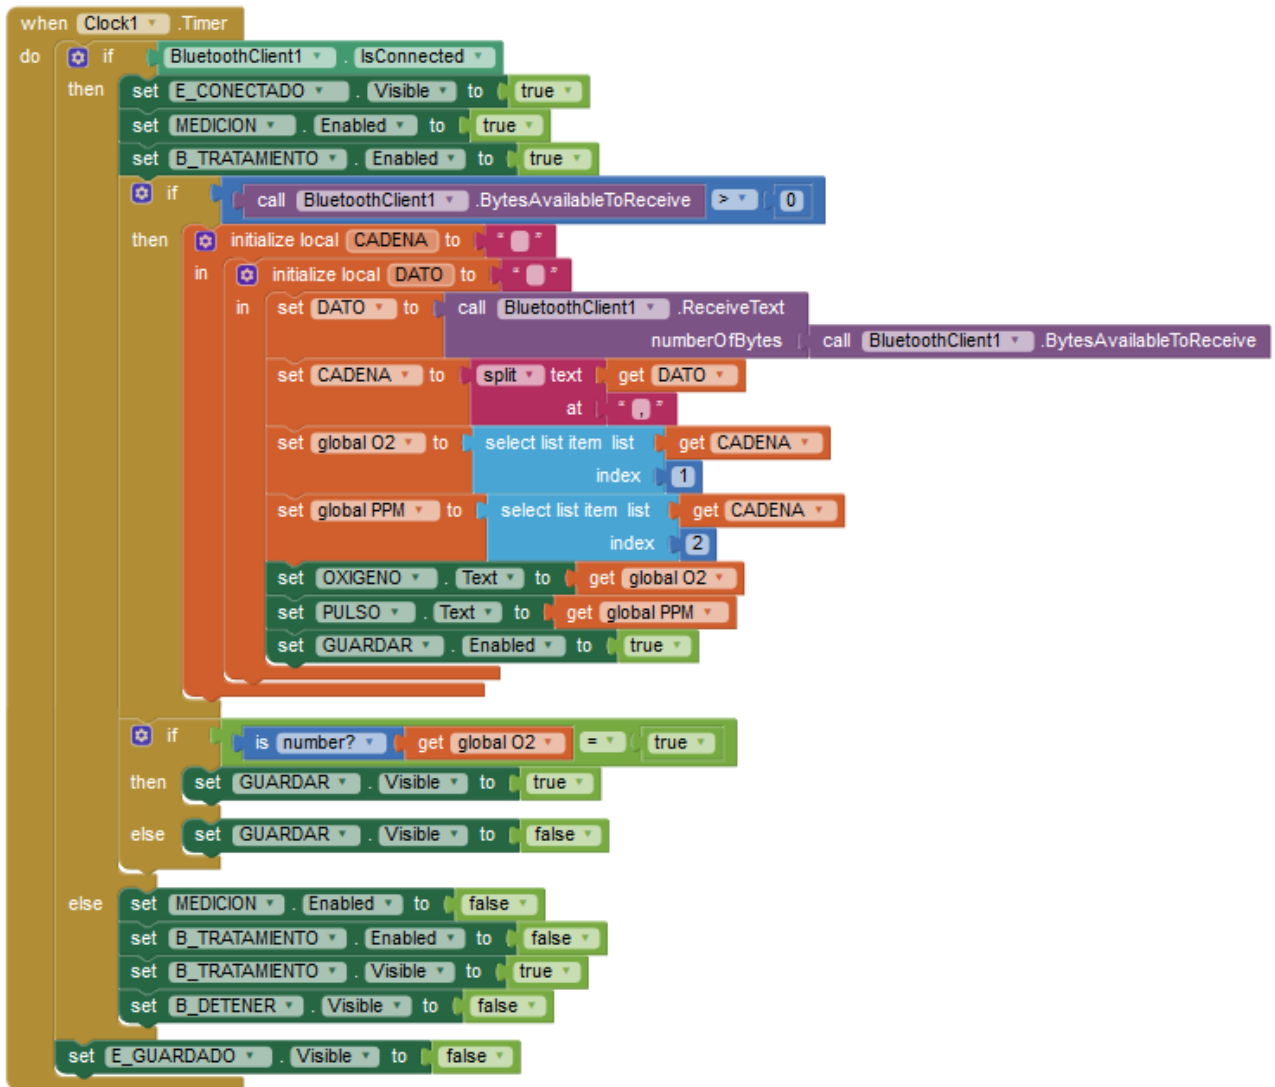 when Clock1 .Timer
do if BluetoothClient1 . IsConnected
then set E_CONECTADO . Visible to true
set MEDICION . Enabled to true
set B_TRATAMIENTO . Enabled to true
if call BluetoothClient1 .BytesAvailableToReceive > 0
then initialize local CADENA to " "
in initialize local DATO to " "
in set DATO to call BluetoothClient1 .ReceiveText
numberOfBytes call BluetoothClient1 .BytesAvailableToReceive
set CADENA to split text get DATO
at " , "
set global O2 to select list item list get CADENA
index 1
set global PPM to select list item list get CADENA
index 2
set OXIGENO . Text to get global O2
set PULSO . Text to get global PPM
set GUARDAR . Enabled to true
if is number? get global O2 = true
then set GUARDAR . Visible to true
else set GUARDAR . Visible to false
else set MEDICION . Enabled to false
set B_TRATAMIENTO . Enabled to false
set B_TRATAMIENTO . Visible to true
set B_DETENER . Visible to false
set E_GUARDADO . Visible to false